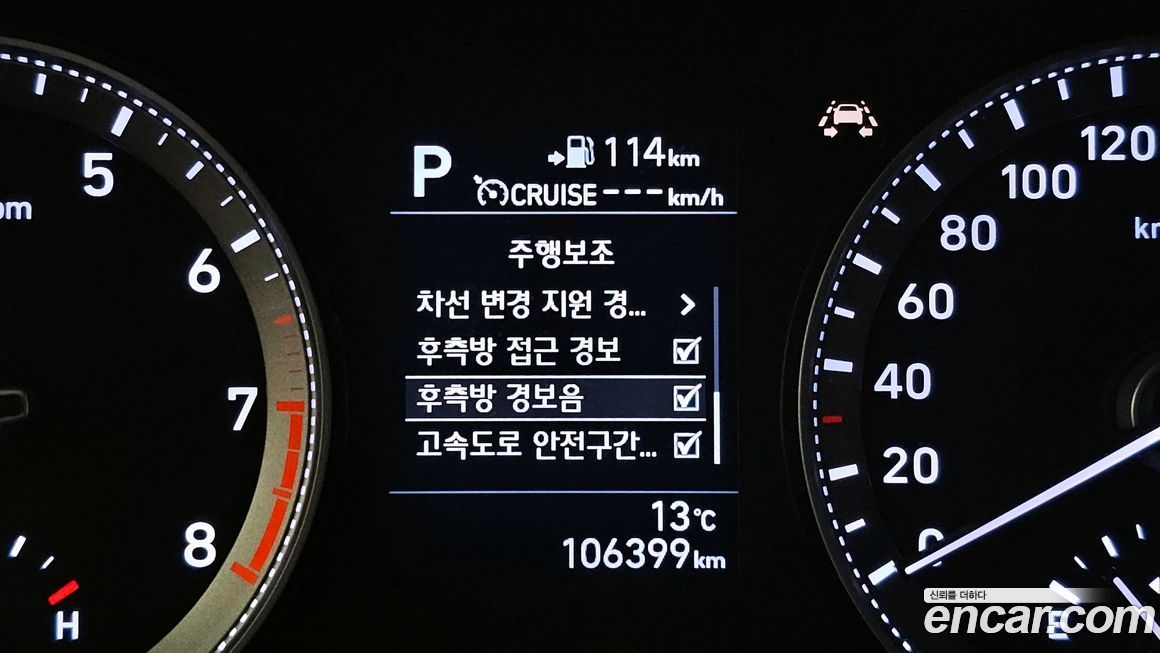 P
114km
CRUISE---km/h
주행보조
차선 변경 지원 경...
후측방 접근 경보
후측방 경보음
고속도로 안전구간...
13℃
106399km
5
6
7
8
H
120
100
80
60
40
20
0
E
신뢰를 더하다
encar.com